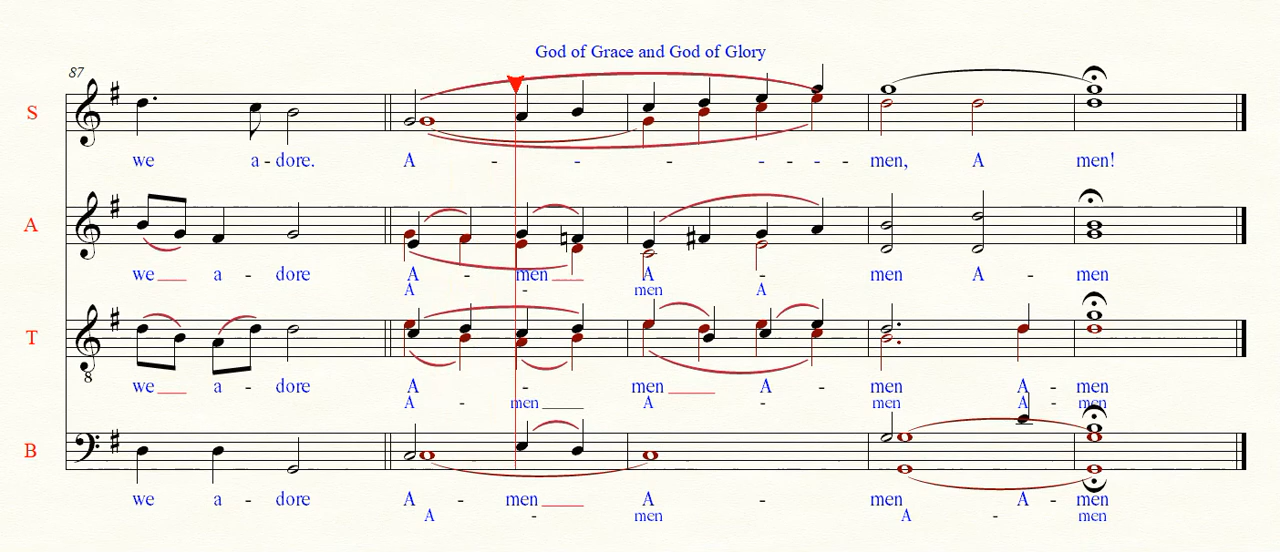 God of Grace and God of Glory
87
S
we a - dore. A - - - - - - men, A men!
A
we a - dore A - men A - men A - men
A - men A
T
we a - dore A - men A - men A - men
A - men A - men A - men
8
B
we a - dore A - men A - men A - men
A - men A - men